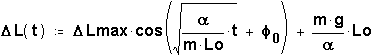 ΔL(t) := ΔLmax·cos(√(α/(m·Lo))·t + ϕ₀) + (m·g/α)·Lo